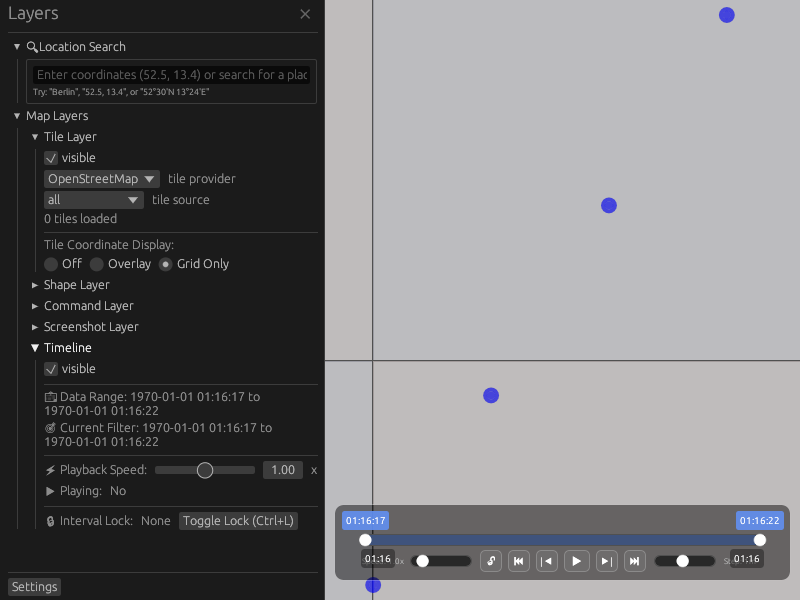 Layers
Location Search
Enter coordinates (52.5, 13.4) or search for a plac
Try: "Berlin", "52.5, 13.4", or "52°30'N 13°24'E"
Map Layers
Tile Layer
visible
OpenStreetMap tile provider
all tile source
0 tiles loaded
Tile Coordinate Display:
Off Overlay Grid Only
Shape Layer
Command Layer
Screenshot Layer
Timeline
visible
Data Range: 1970-01-01 01:16:17 to
1970-01-01 01:16:22
Current Filter: 1970-01-01 01:16:17 to
1970-01-01 01:16:22
Playback Speed: 1.00 x
Playing: No
Interval Lock: None Toggle Lock (Ctrl+L)
Settings
01:16:17 01:16:22
01:16 0x 01:16